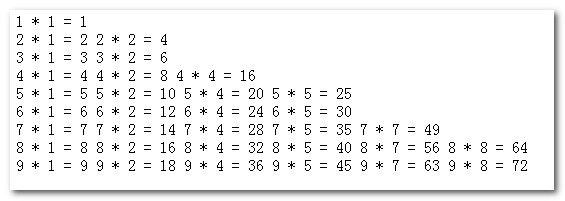 1 * 1 = 1
2 * 1 = 2 2 * 2 = 4
3 * 1 = 3 3 * 2 = 6
4 * 1 = 4 4 * 2 = 8 4 * 4 = 16
5 * 1 = 5 5 * 2 = 10 5 * 4 = 20 5 * 5 = 25
6 * 1 = 6 6 * 2 = 12 6 * 4 = 24 6 * 5 = 30
7 * 1 = 7 7 * 2 = 14 7 * 4 = 28 7 * 5 = 35 7 * 7 = 49
8 * 1 = 8 8 * 2 = 16 8 * 4 = 32 8 * 5 = 40 8 * 7 = 56 8 * 8 = 64
9 * 1 = 9 9 * 2 = 18 9 * 4 = 36 9 * 5 = 45 9 * 7 = 63 9 * 8 = 72